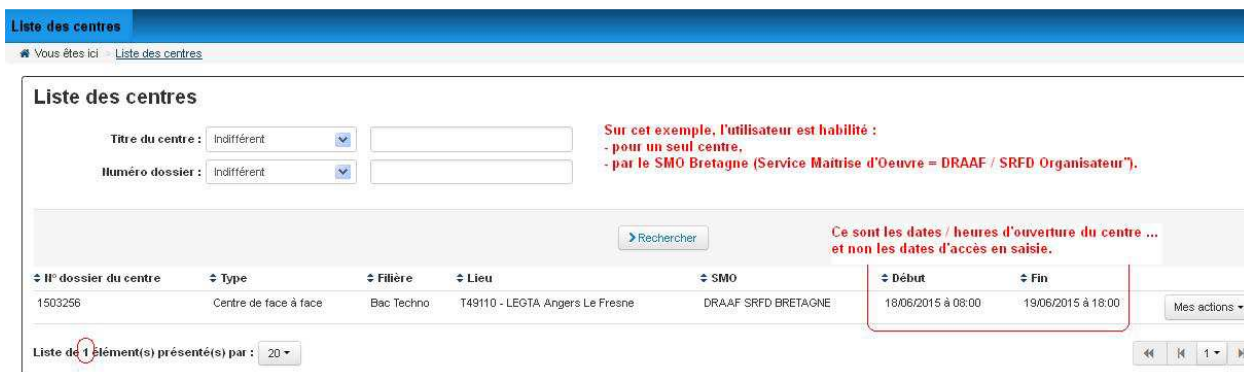 Liste des centres
Vous êtes ici Liste des centres
Liste des centres
Titre du centre : Indifférent
Numéro dossier : Indifférent
Sur cet exemple, l'utilisateur est habilité :
- pour un seul centre,
- par le SMO Bretagne (Service Maitrise d'Oeuvre = DRAAF / SRFD Organisateur").
Rechercher
Ce sont les dates / heures d'ouverture du centre ...
et non les dates d'accès en saisie.
N° dossier du centre Type Filière Lieu SMO Début Fin
1503256 Centre de face à face Bac Techno T49110 - LEGTA Angers Le Fresne DRAAF SRFD BRETAGNE 18/06/2015 à 08:00 19/06/2015 à 18:00 Mes actions
Liste de 1 élément(s) présenté(s) par : 20 1